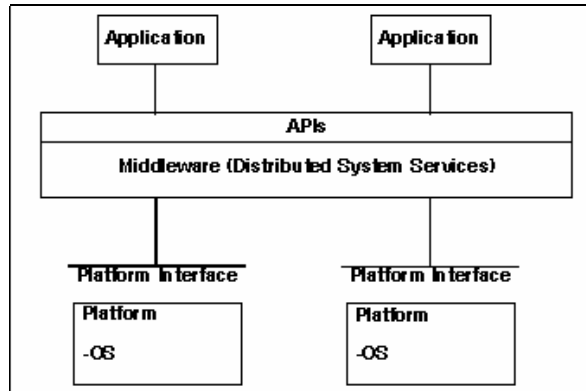 Application Application
APIs
Middleware (Distributed System Services)
Platform Interface Platform Interface
Platform Platform
-OS -OS